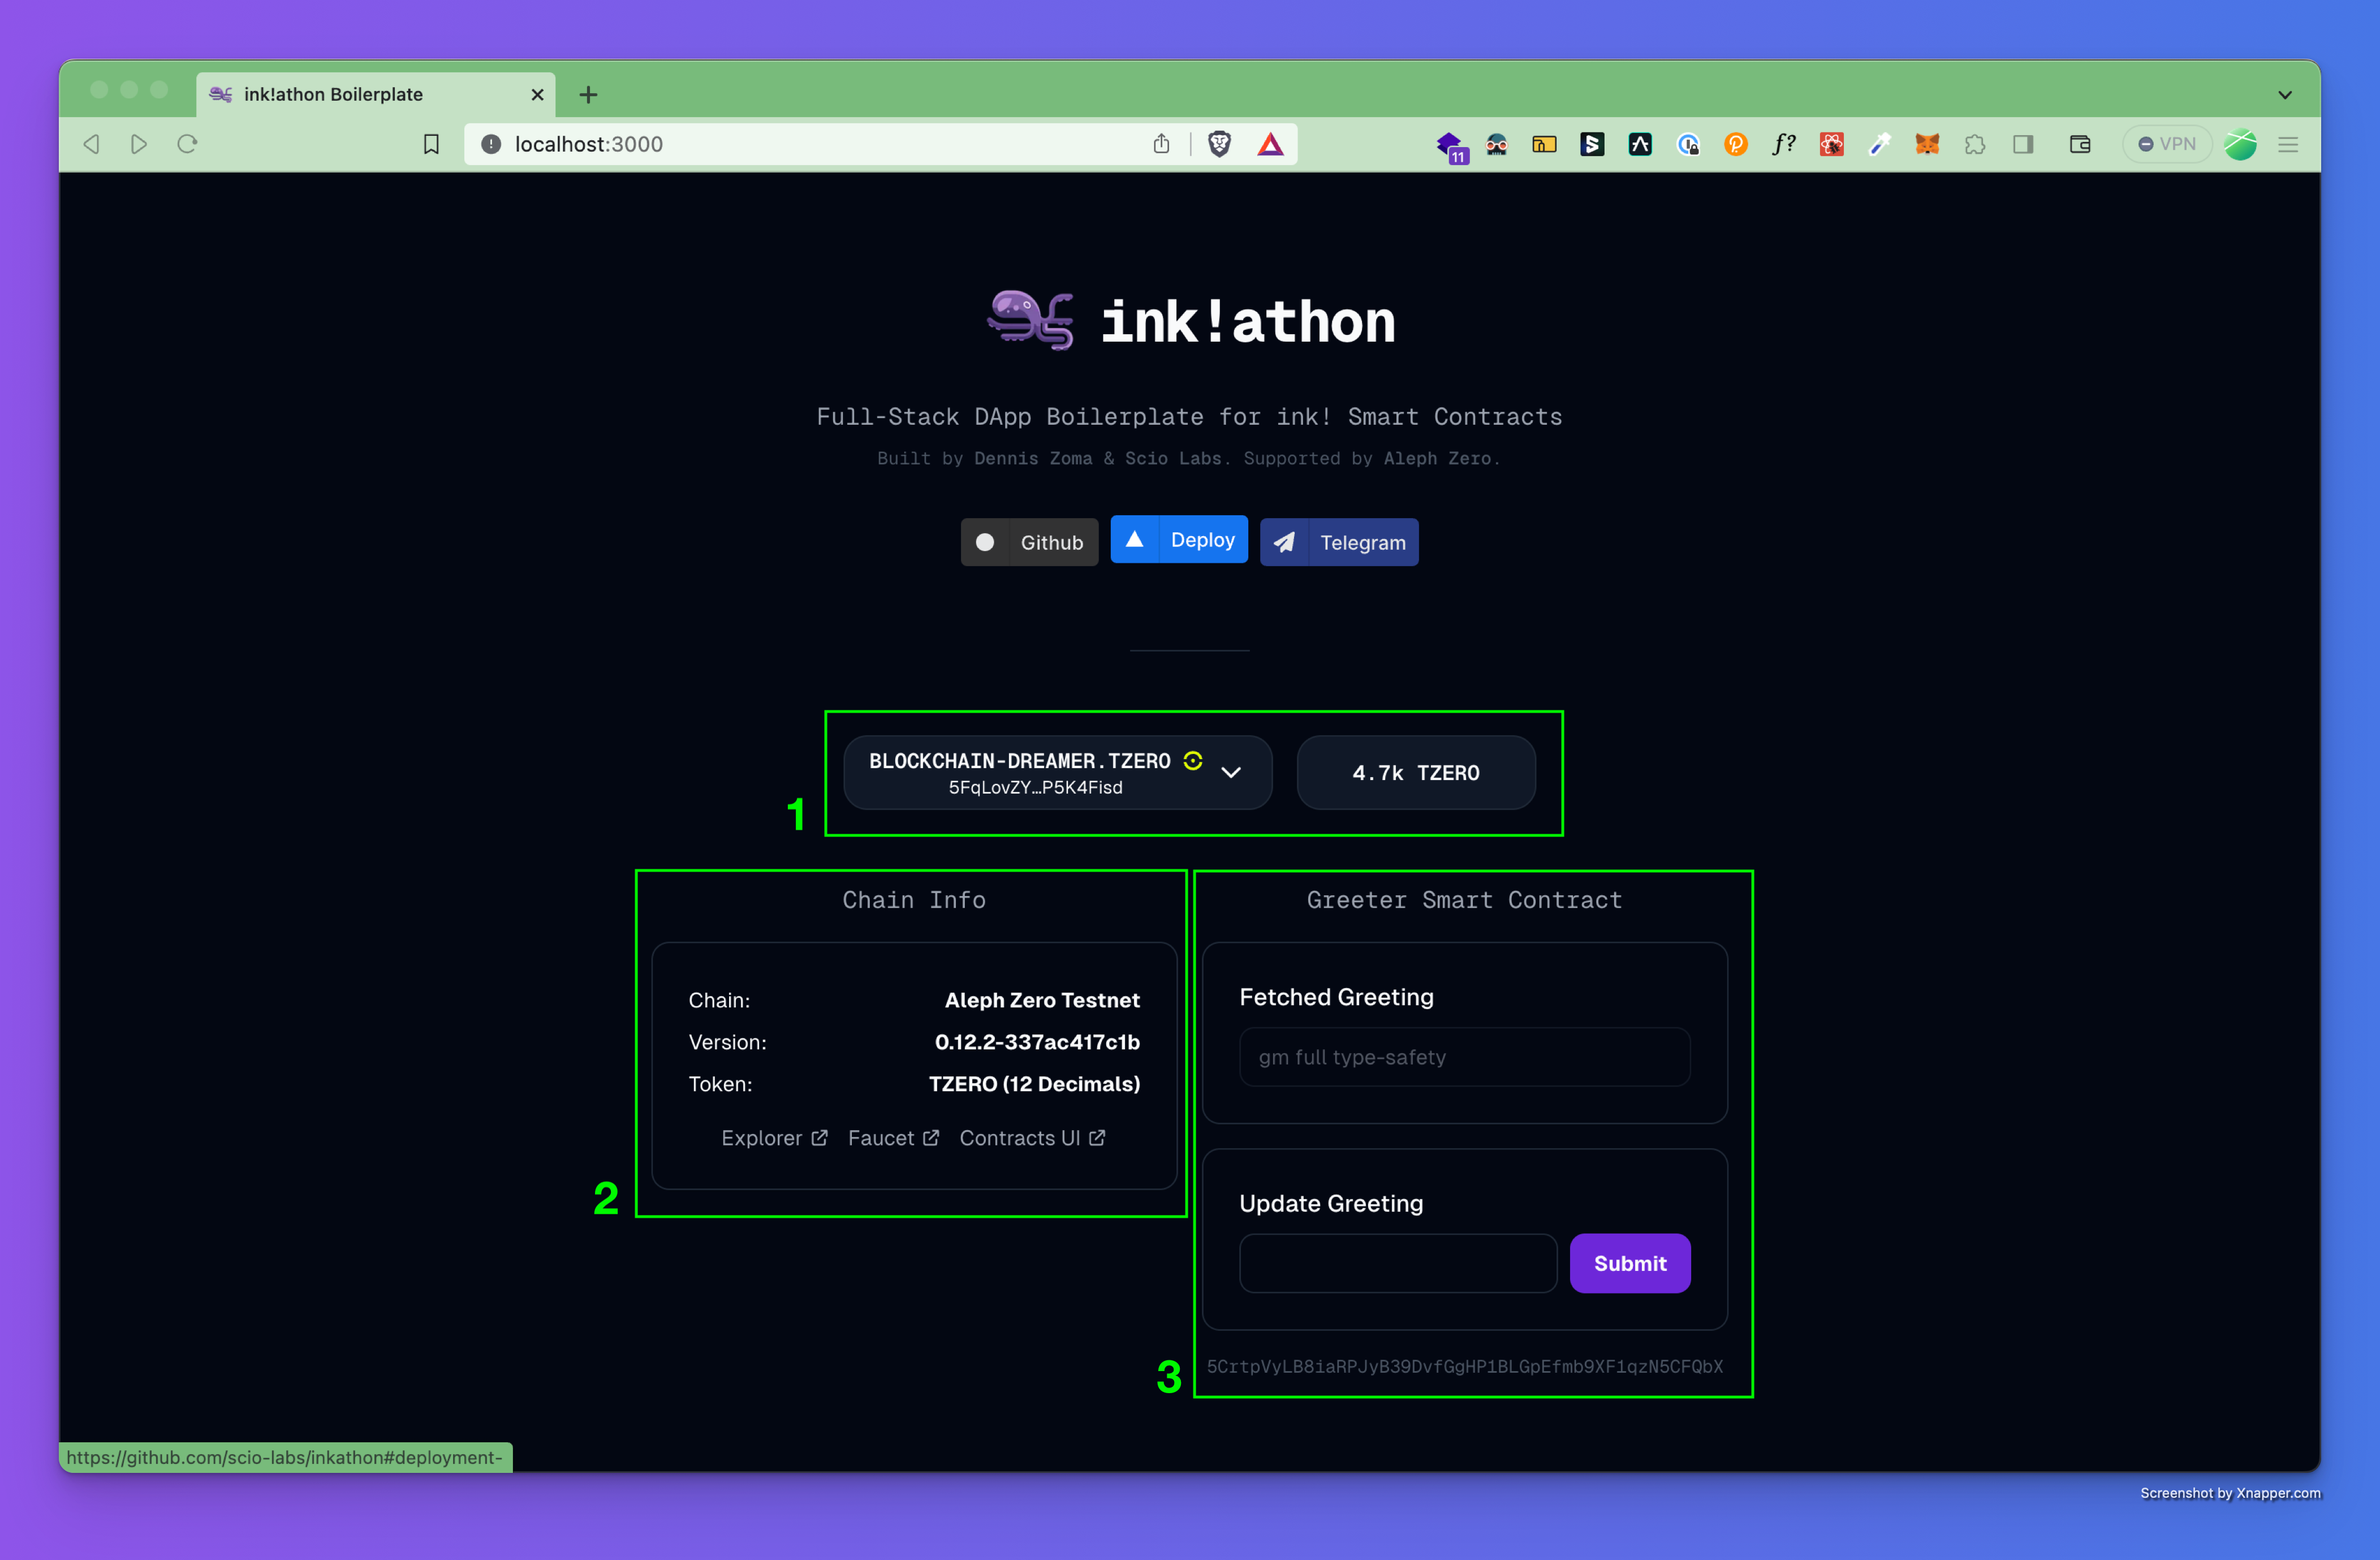 ink!athon Boilerplate
localhost:3000
11
ƒ?
VPN
ink!athon
Full-Stack DApp Boilerplate for ink! Smart Contracts
Built by Dennis Zoma & Scio Labs. Supported by Aleph Zero.
Github
Deploy
Telegram
BLOCKCHAIN-DREAMER.TZERO
5FqLovZY…P5K4Fisd
4.7k TZERO
1
Chain Info
Chain: Aleph Zero Testnet
Version: 0.12.2-337ac417c1b
Token: TZERO (12 Decimals)
Explorer Faucet Contracts UI
2
Greeter Smart Contract
Fetched Greeting
gm full type-safety
Update Greeting
Submit
5CrtpVyLB8iaRPJyB39DvfGgHP1BLGpEfmb9XF1qzN5CFQbX
3
https://github.com/scio-labs/inkathon#deployment-
Screenshot by Xnapper.com